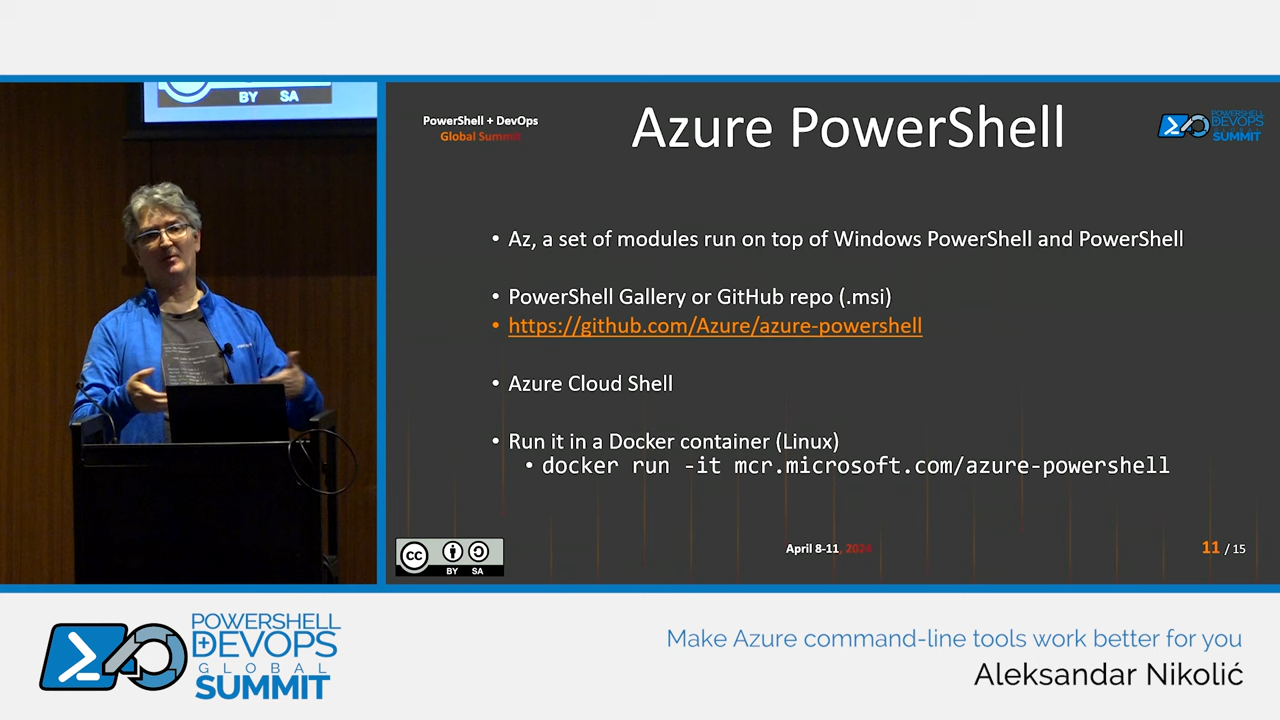 BY SA
PowerShell + DevOps
Global Summit
Azure PowerShell
POWERSHELL
DEVOPS
GLOBAL
SUMMIT
• Az, a set of modules run on top of Windows PowerShell and PowerShell
• PowerShell Gallery or GitHub repo (.msi)
• https://github.com/Azure/azure-powershell
• Azure Cloud Shell
• Run it in a Docker container (Linux)
• docker run -it mcr.microsoft.com/azure-powershell
cc
BY SA
April 8-11, 2024
11 / 15
POWERSHELL
+DEVOPS
GLOBAL
SUMMIT
Make Azure command-line tools work better for you
Aleksandar Nikolić